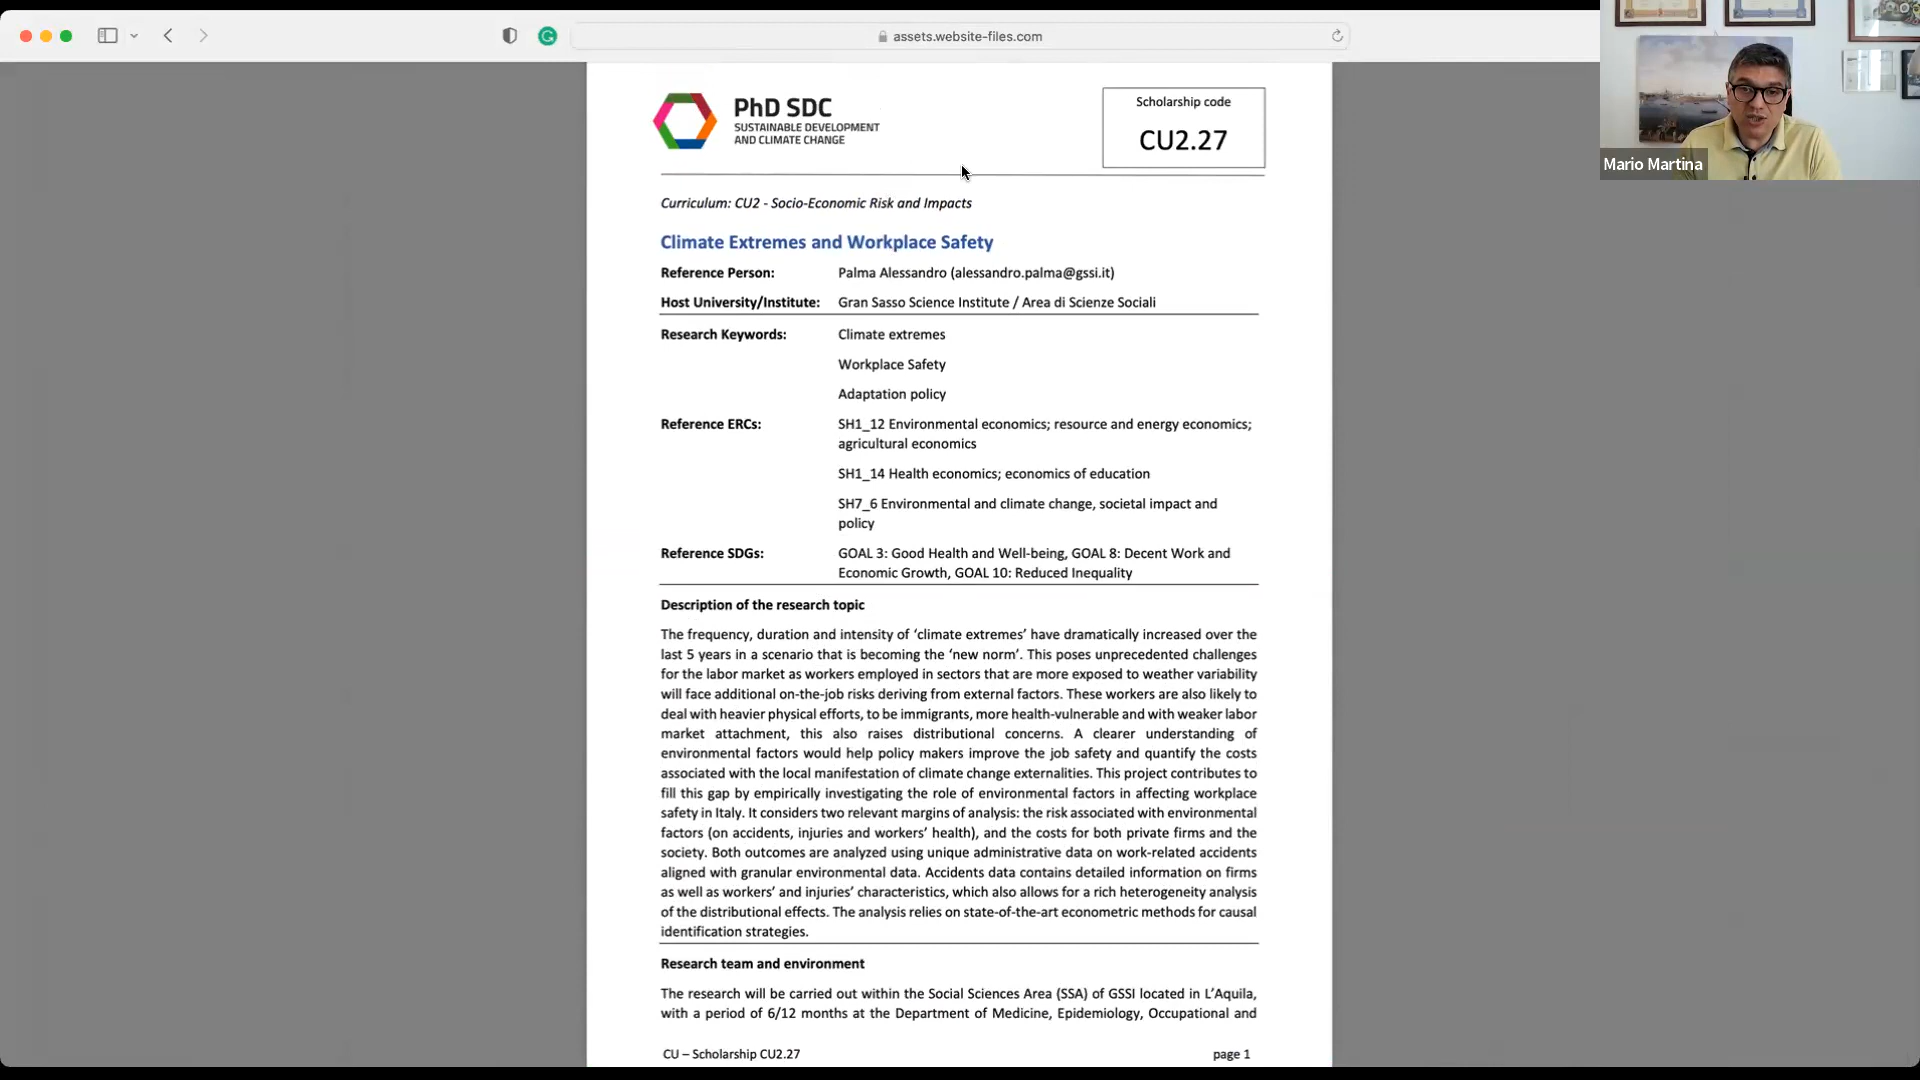 assets.website-files.com
Mario Martina
PhD SDC
SUSTAINABLE DEVELOPMENT
AND CLIMATE CHANGE
Scholarship code
CU2.27
Curriculum: CU2 - Socio-Economic Risk and Impacts
Climate Extremes and Workplace Safety
Reference Person: Palma Alessandro (alessandro.palma@gssi.it)
Host University/Institute: Gran Sasso Science Institute / Area di Scienze Sociali
Research Keywords: Climate extremes
Workplace Safety
Adaptation policy
Reference ERCs: SH1_12 Environmental economics; resource and energy economics;
agricultural economics
SH1_14 Health economics; economics of education
SH7_6 Environmental and climate change, societal impact and
policy
Reference SDGs: GOAL 3: Good Health and Well-being, GOAL 8: Decent Work and
Economic Growth, GOAL 10: Reduced Inequality
Description of the research topic
The frequency, duration and intensity of ‘climate extremes’ have dramatically increased over the
last 5 years in a scenario that is becoming the ‘new norm’. This poses unprecedented challenges
for the labor market as workers employed in sectors that are more exposed to weather variability
will face additional on-the-job risks deriving from external factors. These workers are also likely to
deal with heavier physical efforts, to be immigrants, more health-vulnerable and with weaker labor
market attachment, this also raises distributional concerns. A clearer understanding of
environmental factors would help policy makers improve the job safety and quantify the costs
associated with the local manifestation of climate change externalities. This project contributes to
fill this gap by empirically investigating the role of environmental factors in affecting workplace
safety in Italy. It considers two relevant margins of analysis: the risk associated with environmental
factors (on accidents, injuries and workers’ health), and the costs for both private firms and the
society. Both outcomes are analyzed using unique administrative data on work-related accidents
aligned with granular environmental data. Accidents data contains detailed information on firms
as well as workers’ and injuries’ characteristics, which also allows for a rich heterogeneity analysis
of the distributional effects. The analysis relies on state-of-the-art econometric methods for causal
identification strategies.
Research team and environment
The research will be carried out within the Social Sciences Area (SSA) of GSSI located in L’Aquila,
with a period of 6/12 months at the Department of Medicine, Epidemiology, Occupational and
CU – Scholarship CU2.27 page 1